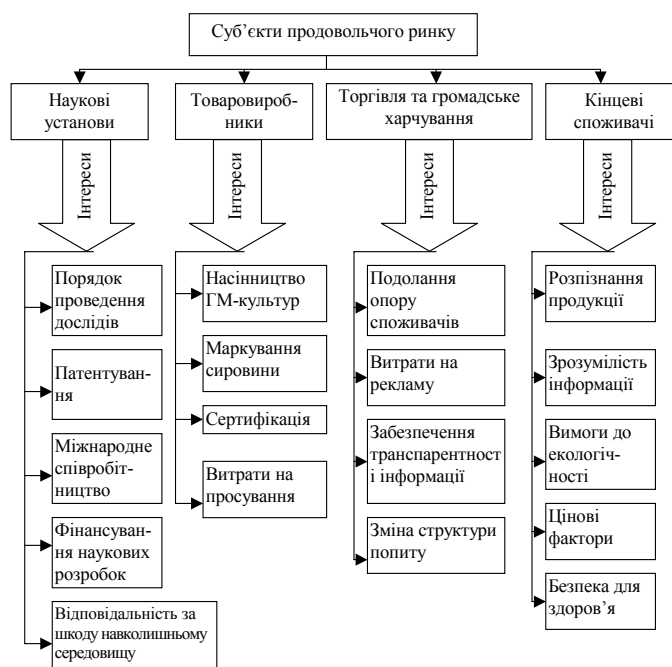 Суб’єкти продовольчого ринку
Наукові
установи
Товаровироб-
ники
Торгівля та громадське
харчування
Кінцеві
споживачі
Інтереси
Інтереси
Інтереси
Інтереси
Порядок
проведення
дослідів
Патентуван-
ня
Міжнародне
співробіт-
ництво
Фінансуван-
ня наукових
розробок
Відповідальність за
шкоду навколишньому
середовищу
Насінництво
ГМ-культур
Маркування
сировини
Сертифікація
Витрати на
просування
Подолання
опору
споживачів
Витрати на
рекламу
Забезпечення
транспарентност
і інформації
Зміна структури
попиту
Розпізнання
продукції
Зрозумілість
інформації
Вимоги до
екологіч-
ності
Цінові
фактори
Безпека для
здоров’я